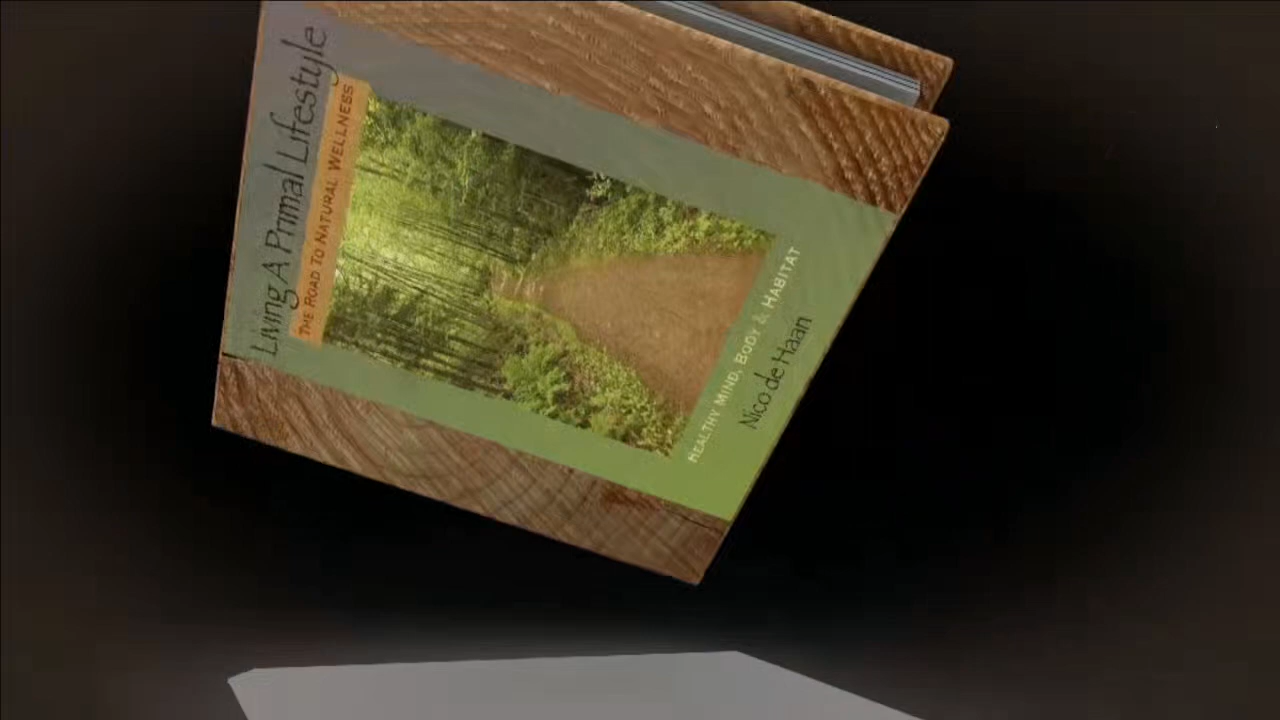 Living A Primal Lifestyle
The Road To Natural Wellness
Healthy Mind, Body & Habitat
Nico de Haan